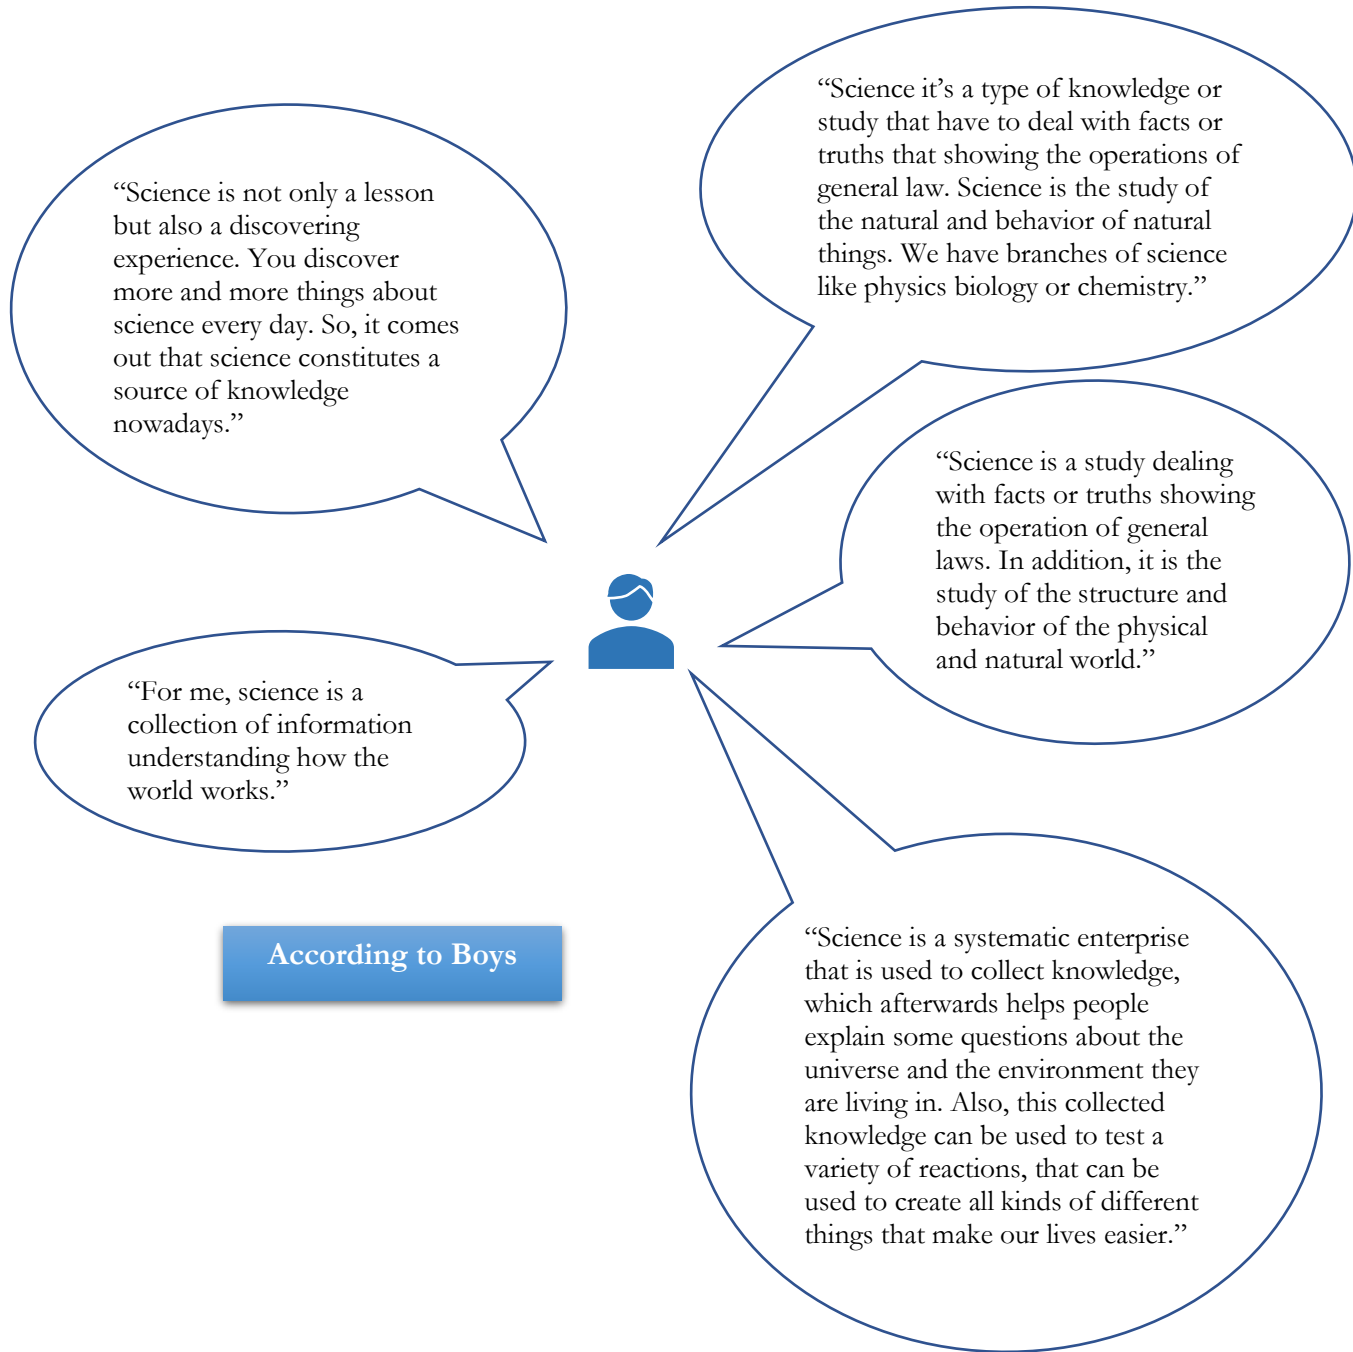 “Science is not only a lesson
but also a discovering
experience. You discover
more and more things about
science every day. So, it comes
out that science constitutes a
source of knowledge
nowadays.”
“Science it’s a type of knowledge or
study that have to deal with facts or
truths that showing the operations of
general law. Science is the study of
the natural and behavior of natural
things. We have branches of science
like physics biology or chemistry.”
“Science is a study dealing
with facts or truths showing
the operation of general
laws. In addition, it is the
study of the structure and
behavior of the physical
and natural world.”
“For me, science is a
collection of information
understanding how the
world works.”
According to Boys
“Science is a systematic enterprise
that is used to collect knowledge,
which afterwards helps people
explain some questions about the
universe and the environment they
are living in. Also, this collected
knowledge can be used to test a
variety of reactions, that can be
used to create all kinds of different
things that make our lives easier.”